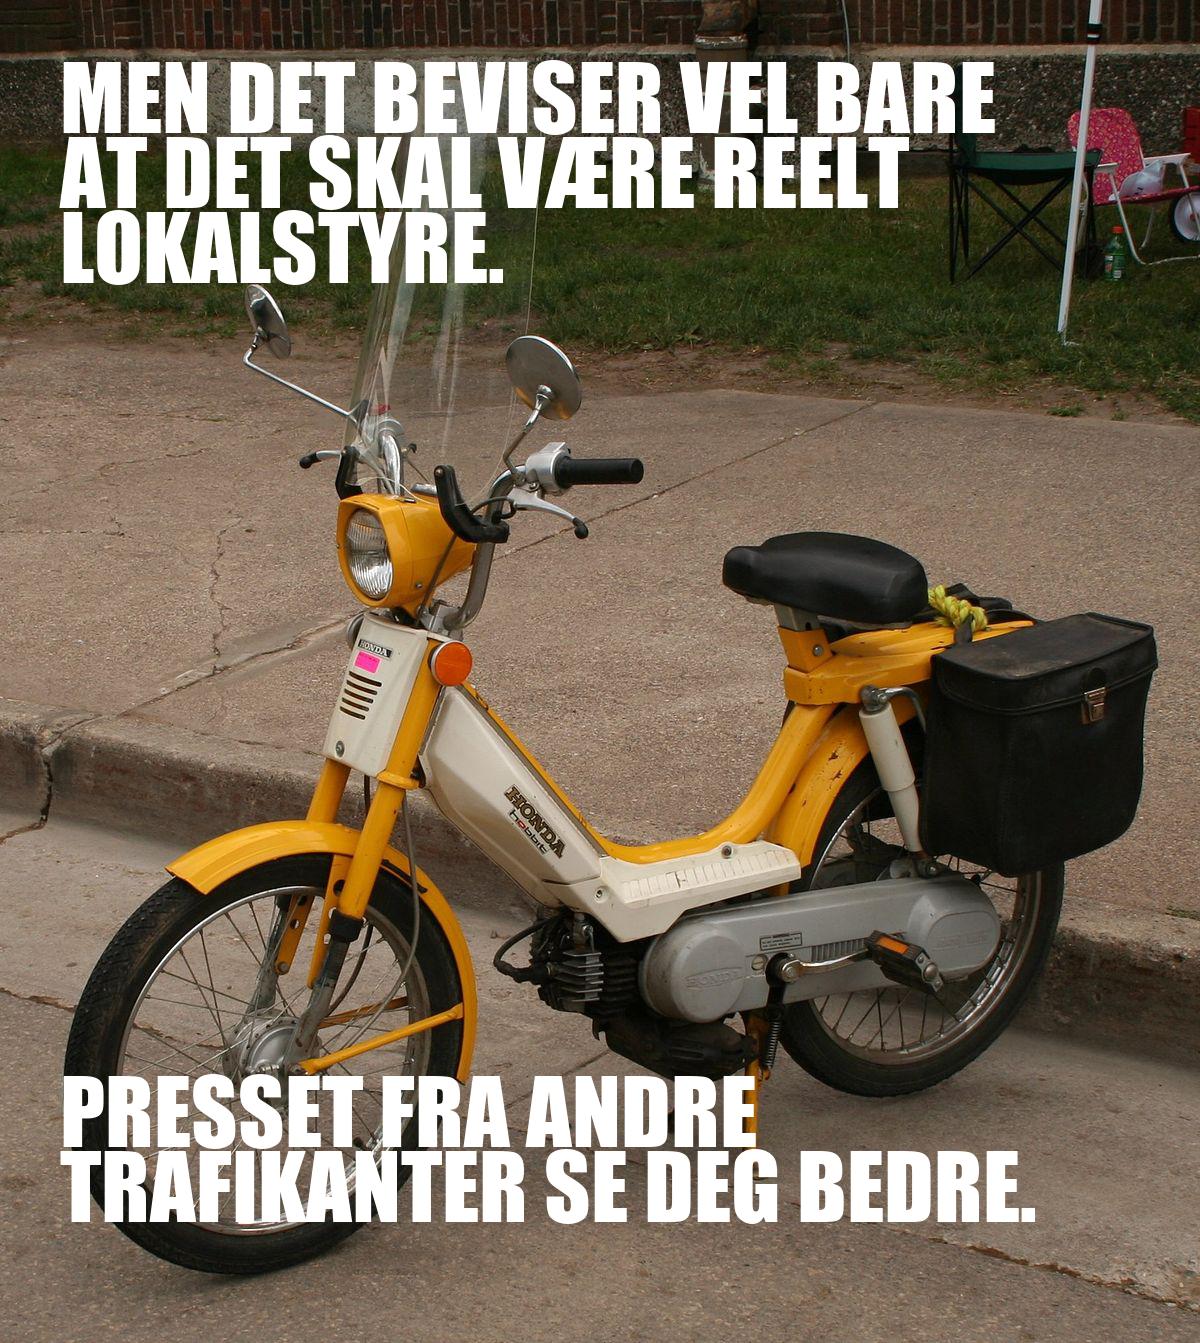 MEN DET BEVISER VEL BARE
AT DET SKAL VÆRE REELT
LOKALSTYRE.
HONDA
HONDA
hobbit
HONDA
PRESSET FRA ANDRE
TRAFIKANTER SE DEG BEDRE.